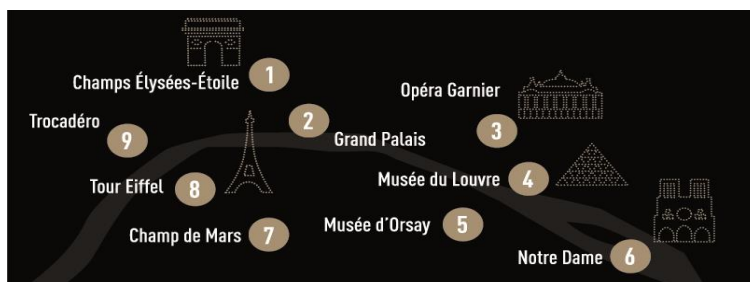 Champs Élysées-Étoile 1
Opéra Garnier
Trocadéro
2
3
9
Grand Palais
Musée du Louvre 4
Tour Eiffel 8
Musée d'Orsay 5
Champ de Mars 7
Notre Dame 6